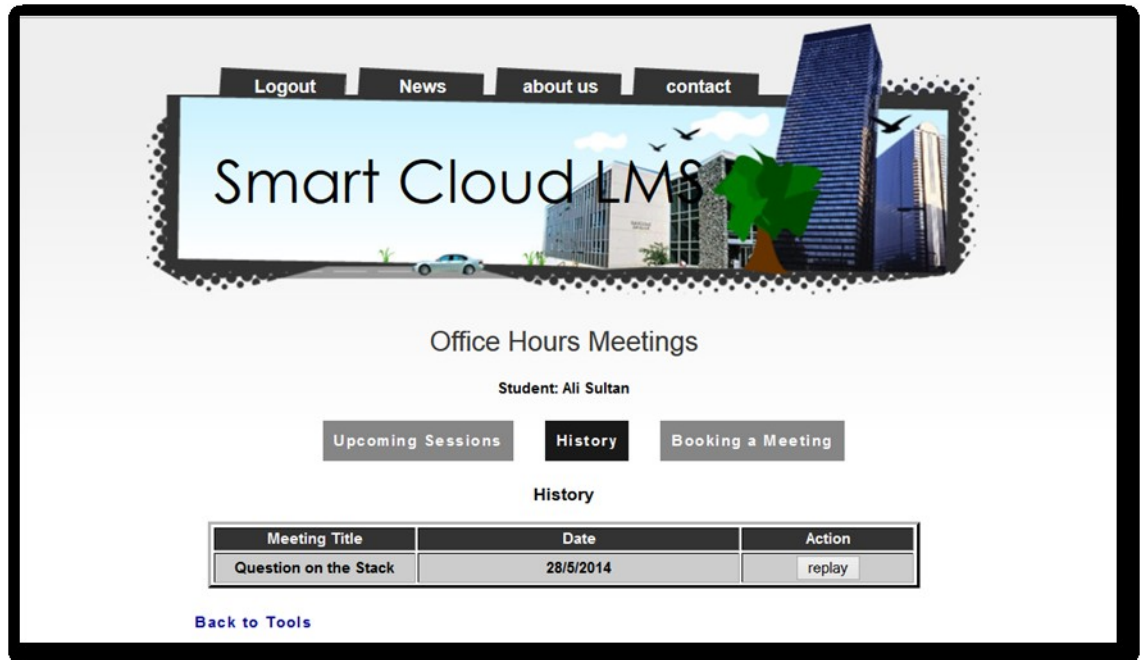 Logout News about us contact
Smart Cloud LMS
Office Hours Meetings
Student: Ali Sultan
Upcoming Sessions History Booking a Meeting
History
Meeting Title Date Action
Question on the Stack 28/5/2014 replay
Back to Tools